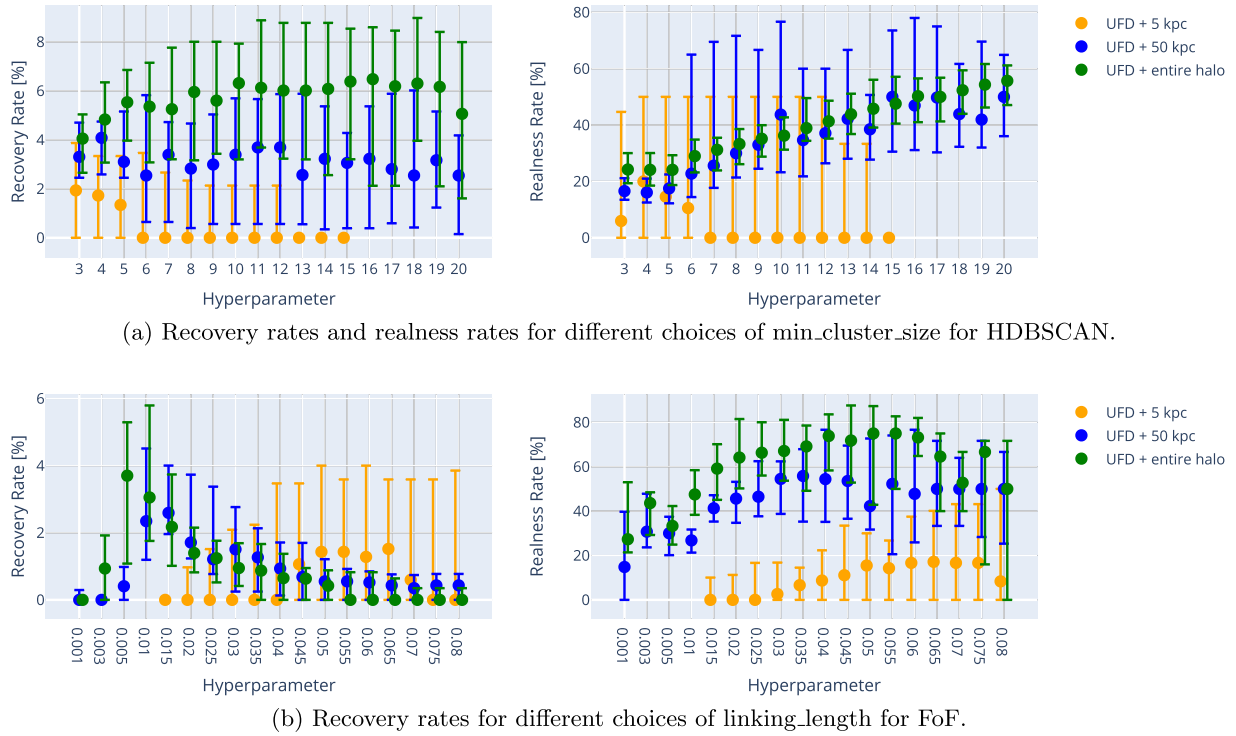 Recovery Rate [%]
8
6
4
2
0
3 4 5 6 7 8 9 10 11 12 13 14 15 16 17 18 19 20
Hyperparameter
Realness Rate [%]
80
60
40
20
0
3 4 5 6 7 8 9 10 11 12 13 14 15 16 17 18 19 20
Hyperparameter
UFD + 5 kpc
UFD + 50 kpc
UFD + entire halo
(a) Recovery rates and realness rates for different choices of min_cluster_size for HDBSCAN.
Recovery Rate [%]
6
4
2
0
0.001 0.003 0.005 0.01 0.015 0.02 0.025 0.03 0.035 0.04 0.045 0.05 0.055 0.06 0.065 0.07 0.075 0.08
Hyperparameter
Realness Rate [%]
80
60
40
20
0
0.001 0.003 0.005 0.01 0.015 0.02 0.025 0.03 0.035 0.04 0.045 0.05 0.055 0.06 0.065 0.07 0.075 0.08
Hyperparameter
UFD + 5 kpc
UFD + 50 kpc
UFD + entire halo
(b) Recovery rates for different choices of linking_length for FoF.